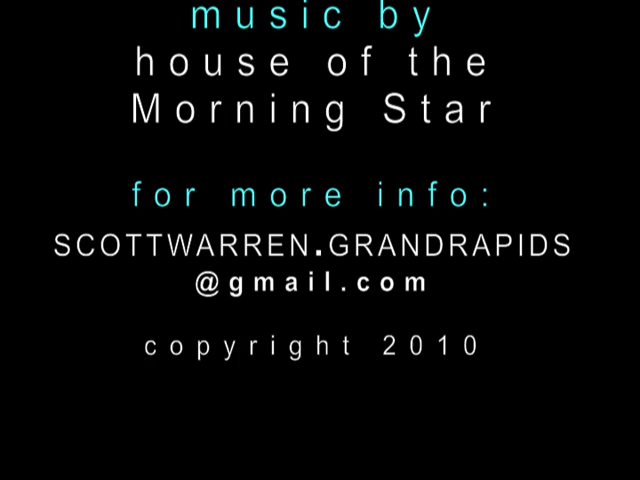 music by
house of the
Morning Star
for more info:
SCOTTWARREN.GRANDRAPIDS
@gmail.com
copyright 2010